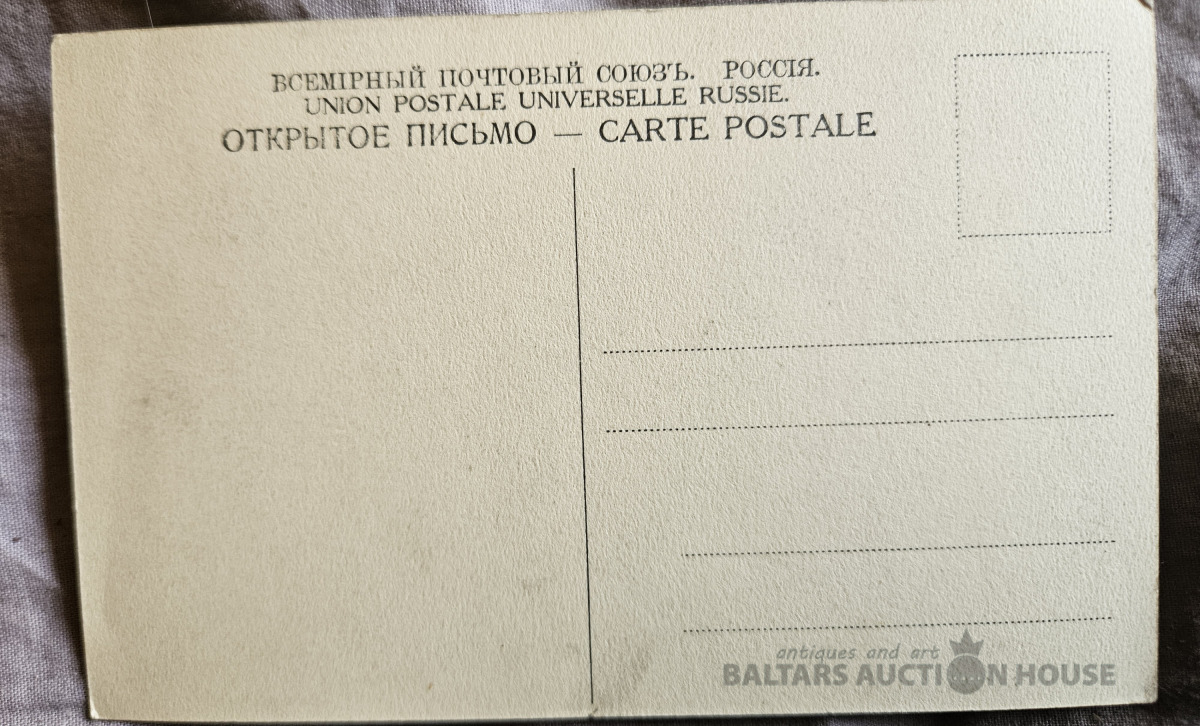 ВСЕМІРНЫЙ ПОЧТОВЫЙ СОЮЗЪ. РОССІЯ.
UNION POSTALE UNIVERSELLE RUSSIE.
ОТКРЫТОЕ ПИСЬМО — CARTE POSTALE
antiques and art
BALTARS AUCTION HOUSE